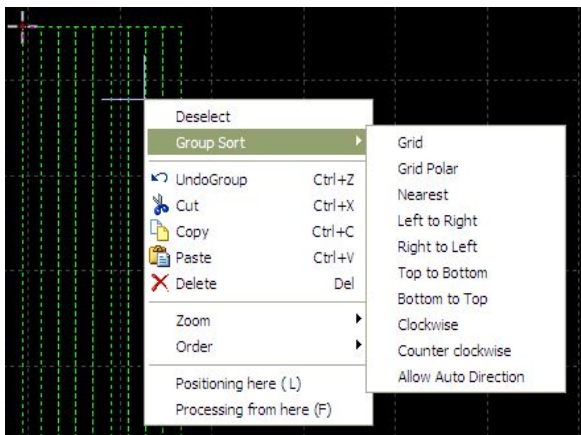 Deselect
Group Sort
UndoGroup Ctrl+Z
Cut Ctrl+X
Copy Ctrl+C
Paste Ctrl+V
Delete Del
Zoom
Order
Positioning here ( L)
Processing from here (F)
Grid
Grid Polar
Nearest
Left to Right
Right to Left
Top to Bottom
Bottom to Top
Clockwise
Counter clockwise
Allow Auto Direction